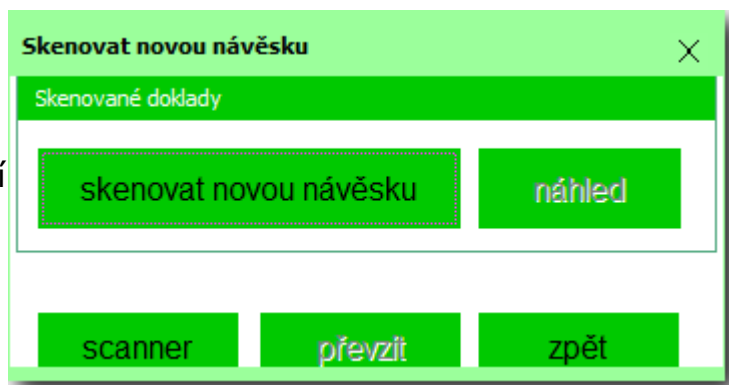 Skenovat novou návěsku
Skenované doklady
í
skenovat novou návěsku náhled
scanner převzít zpět